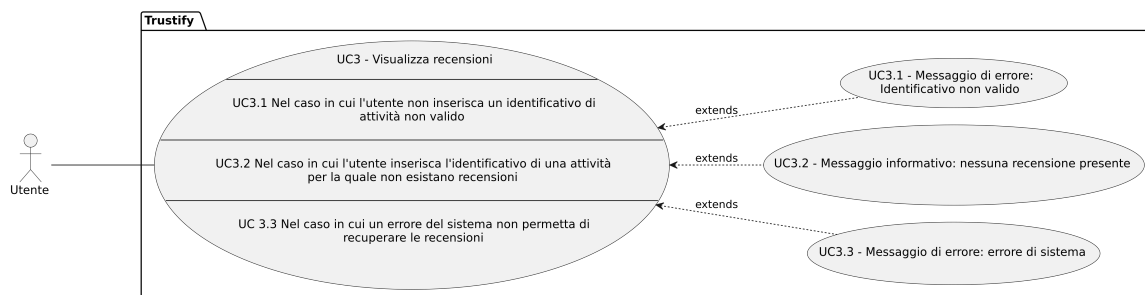 Trustify
UC3 - Visualizza recensioni
UC3.1 Nel caso in cui l'utente non inserisca un identificativo di
attività non valido
UC3.2 Nel caso in cui l'utente inserisca l'identificativo di una attività
per la quale non esistano recensioni
UC 3.3 Nel caso in cui un errore del sistema non permetta di
recuperare le recensioni
Utente
extends
extends
extends
UC3.1 - Messaggio di errore:
Identificativo non valido
UC3.2 - Messaggio informativo: nessuna recensione presente
UC3.3 - Messaggio di errore: errore di sistema